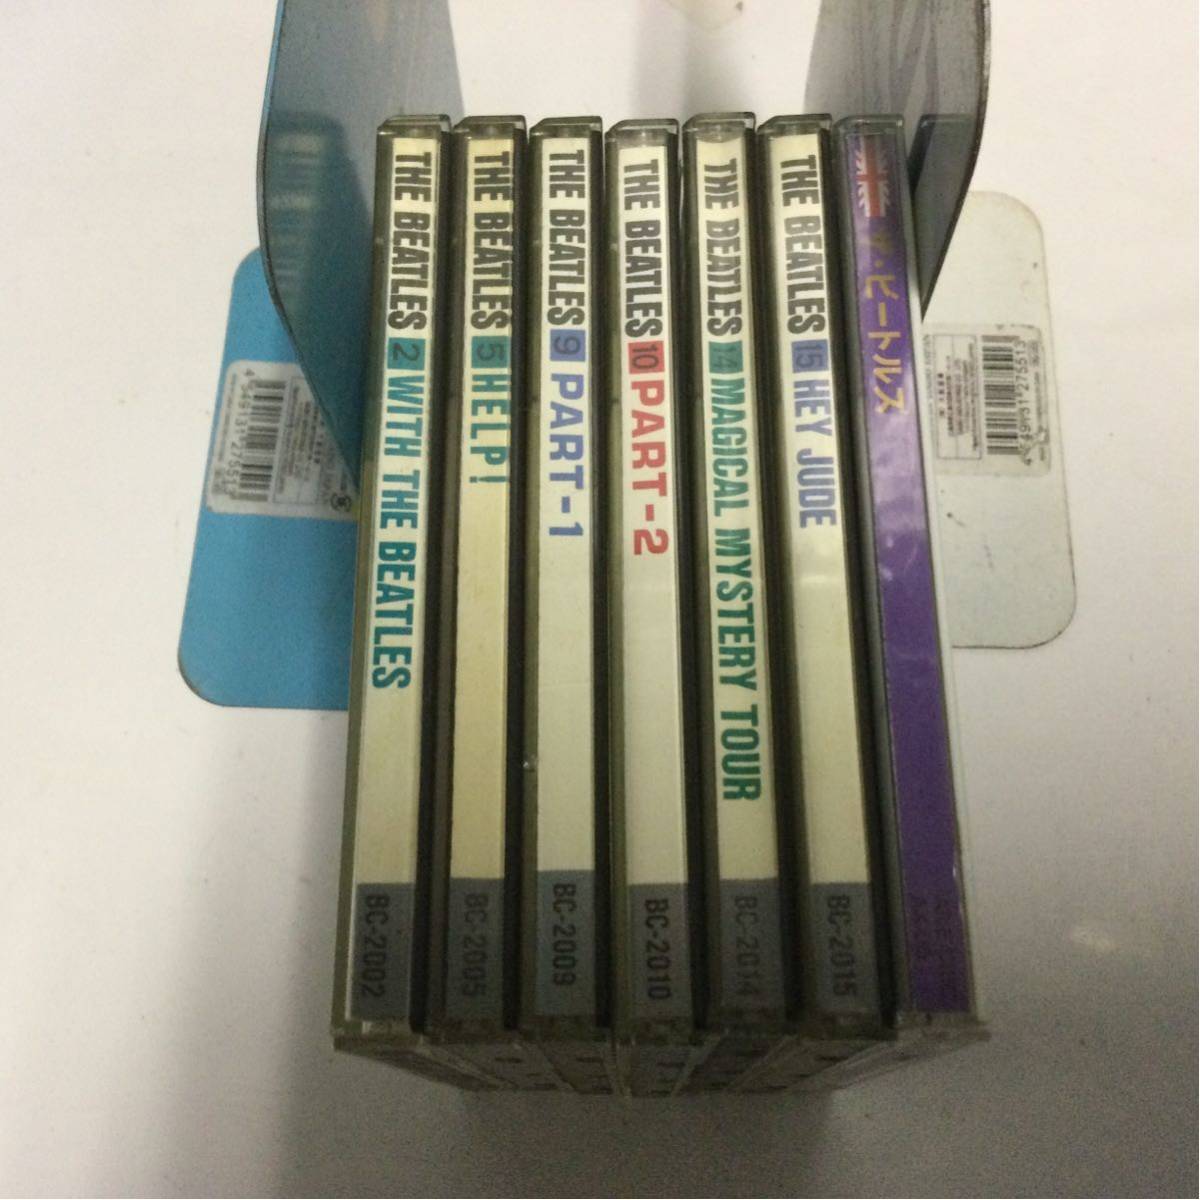 THE BEATLES 2 WITH THE BEATLES BC-2002
THE BEATLES 5 HELP! BC-2005
THE BEATLES 9 PART-1 BC-2009
THE BEATLES 10 PART-2 BC-2010
THE BEATLES 14 MAGICAL MYSTERY TOUR BC-2014
THE BEATLES 15 HEY JUDE BC-2015
ザ・ビートルズ